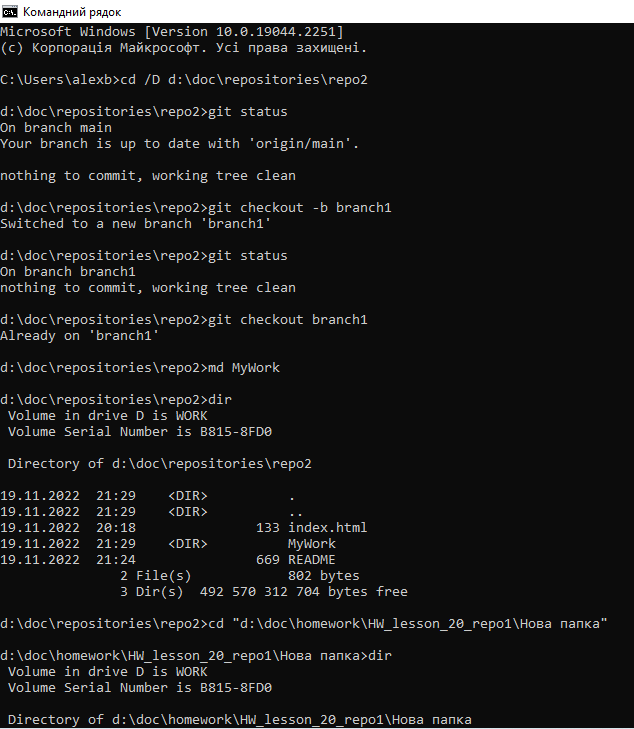 Командний рядок
Microsoft Windows [Version 10.0.19044.2251]
(c) Корпорація Майкрософт. Усі права захищені.
C:\Users\alexb>cd /D d:\doc\repositories\repo2
d:\doc\repositories\repo2>git status
On branch main
Your branch is up to date with 'origin/main'.
nothing to commit, working tree clean
d:\doc\repositories\repo2>git checkout -b branch1
Switched to a new branch 'branch1'
d:\doc\repositories\repo2>git status
On branch branch1
nothing to commit, working tree clean
d:\doc\repositories\repo2>git checkout branch1
Already on 'branch1'
d:\doc\repositories\repo2>md MyWork
d:\doc\repositories\repo2>dir
 Volume in drive D is WORK
 Volume Serial Number is B815-8FD0
 Directory of d:\doc\repositories\repo2
19.11.2022  21:29    <DIR>          .
19.11.2022  21:29    <DIR>          ..
19.11.2022  20:18               133 index.html
19.11.2022  21:29    <DIR>          MyWork
19.11.2022  21:24               669 README
               2 File(s)            802 bytes
               3 Dir(s)  492 570 312 704 bytes free
d:\doc\repositories\repo2>cd "d:\doc\homework\HW_lesson_20_repo1\Нова папка"
d:\doc\homework\HW_lesson_20_repo1\Нова папка>dir
 Volume in drive D is WORK
 Volume Serial Number is B815-8FD0
 Directory of d:\doc\homework\HW_lesson_20_repo1\Нова папка